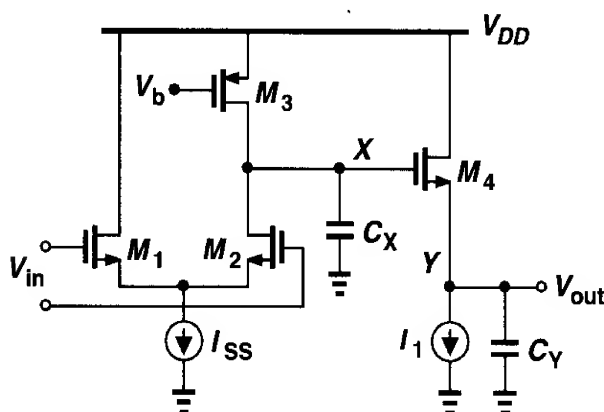 V_DD
V_b
M_3
X
M_4
C_X
M_1
M_2
V_in
Y
V_out
I_SS
I_1
C_Y